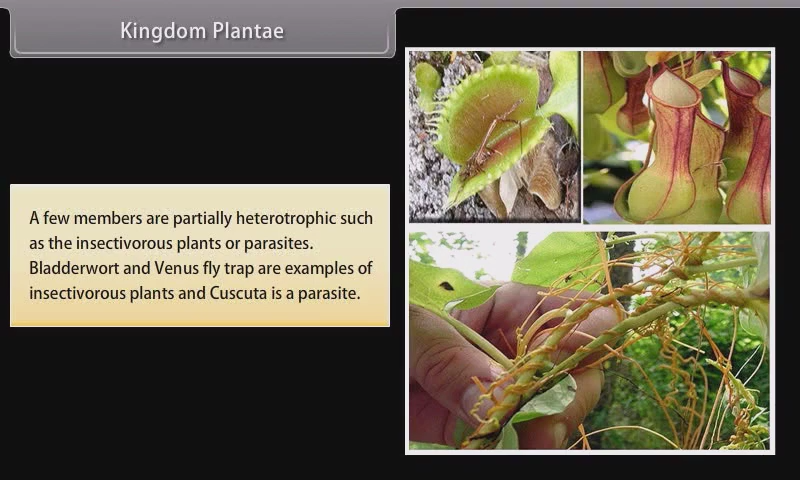 Kingdom Plantae
A few members are partially heterotrophic such
as the insectivorous plants or parasites.
Bladderwort and Venus fly trap are examples of
insectivorous plants and Cuscuta is a parasite.